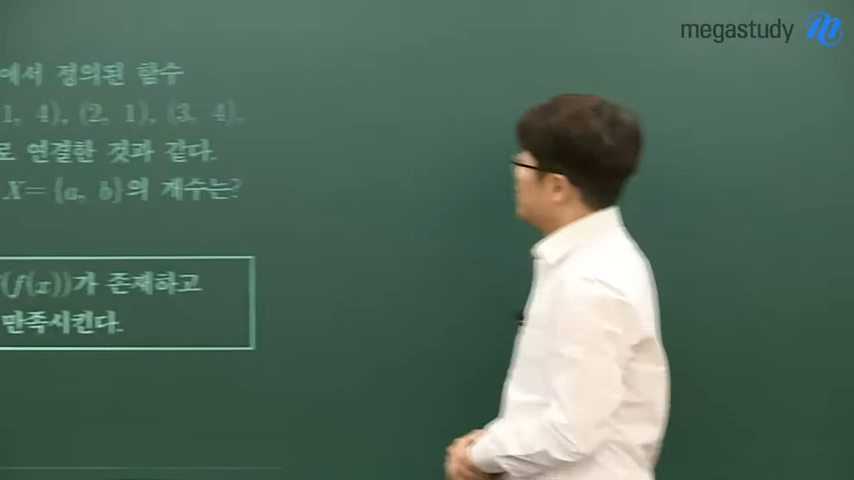 megastudy
에서 정의된 함수
1, 4), (2, 1), (3, 4),
로 연결한 것과 같다.
X={a, b}의 개수는?
(f(x))가 존재하고
만족시킨다.